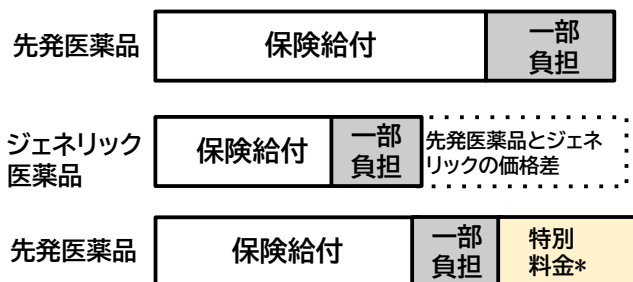 先発医薬品
保険給付
一部
負担
ジェネリック
医薬品
保険給付
一部
負担
先発医薬品とジェネ
リックの価格差
先発医薬品
保険給付
一部
負担
特別
料金*